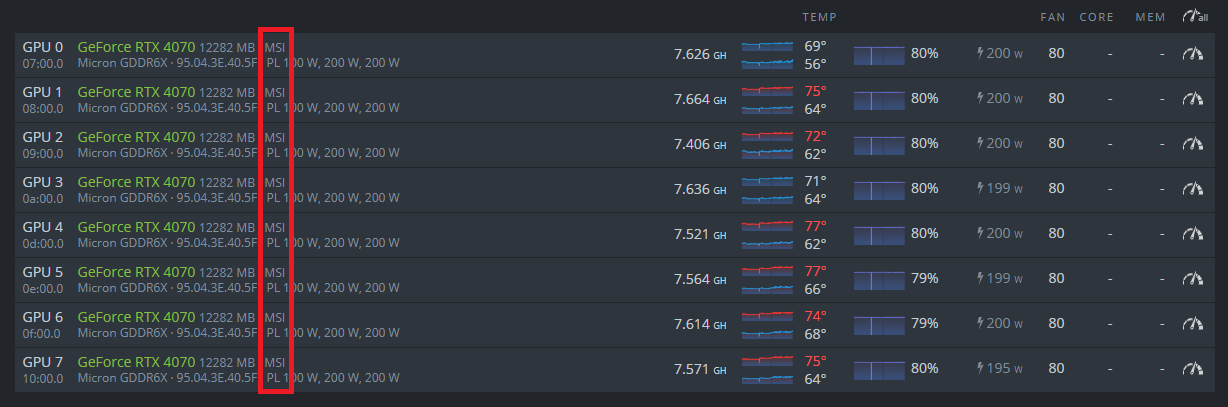 TEMP FAN CORE MEM all
GPU 0 GeForce RTX 4070 12282 MB MSI 7.626 GH 69° 80% 200 W 80 - -
07:00.0 Micron GDDR6X · 95.04.3E.40.5F PL 100 W, 200 W, 200 W 56°
GPU 1 GeForce RTX 4070 12282 MB MSI 7.664 GH 75° 80% 200 W 80 - -
08:00.0 Micron GDDR6X · 95.04.3E.40.5F PL 100 W, 200 W, 200 W 64°
GPU 2 GeForce RTX 4070 12282 MB MSI 7.406 GH 72° 80% 200 W 80 - -
09:00.0 Micron GDDR6X · 95.04.3E.40.5F PL 100 W, 200 W, 200 W 62°
GPU 3 GeForce RTX 4070 12282 MB MSI 7.636 GH 71° 80% 199 W 80 - -
0a:00.0 Micron GDDR6X · 95.04.3E.40.5F PL 100 W, 200 W, 200 W 64°
GPU 4 GeForce RTX 4070 12282 MB MSI 7.521 GH 77° 80% 200 W 80 - -
0d:00.0 Micron GDDR6X · 95.04.3E.40.5F PL 100 W, 200 W, 200 W 62°
GPU 5 GeForce RTX 4070 12282 MB MSI 7.564 GH 77° 79% 199 W 80 - -
0e:00.0 Micron GDDR6X · 95.04.3E.40.5F PL 100 W, 200 W, 200 W 66°
GPU 6 GeForce RTX 4070 12282 MB MSI 7.614 GH 74° 79% 200 W 80 - -
0f:00.0 Micron GDDR6X · 95.04.3E.40.5F PL 100 W, 200 W, 200 W 68°
GPU 7 GeForce RTX 4070 12282 MB MSI 7.571 GH 75° 80% 195 W 80 - -
10:00.0 Micron GDDR6X · 95.04.3E.40.5F PL 100 W, 200 W, 200 W 64°